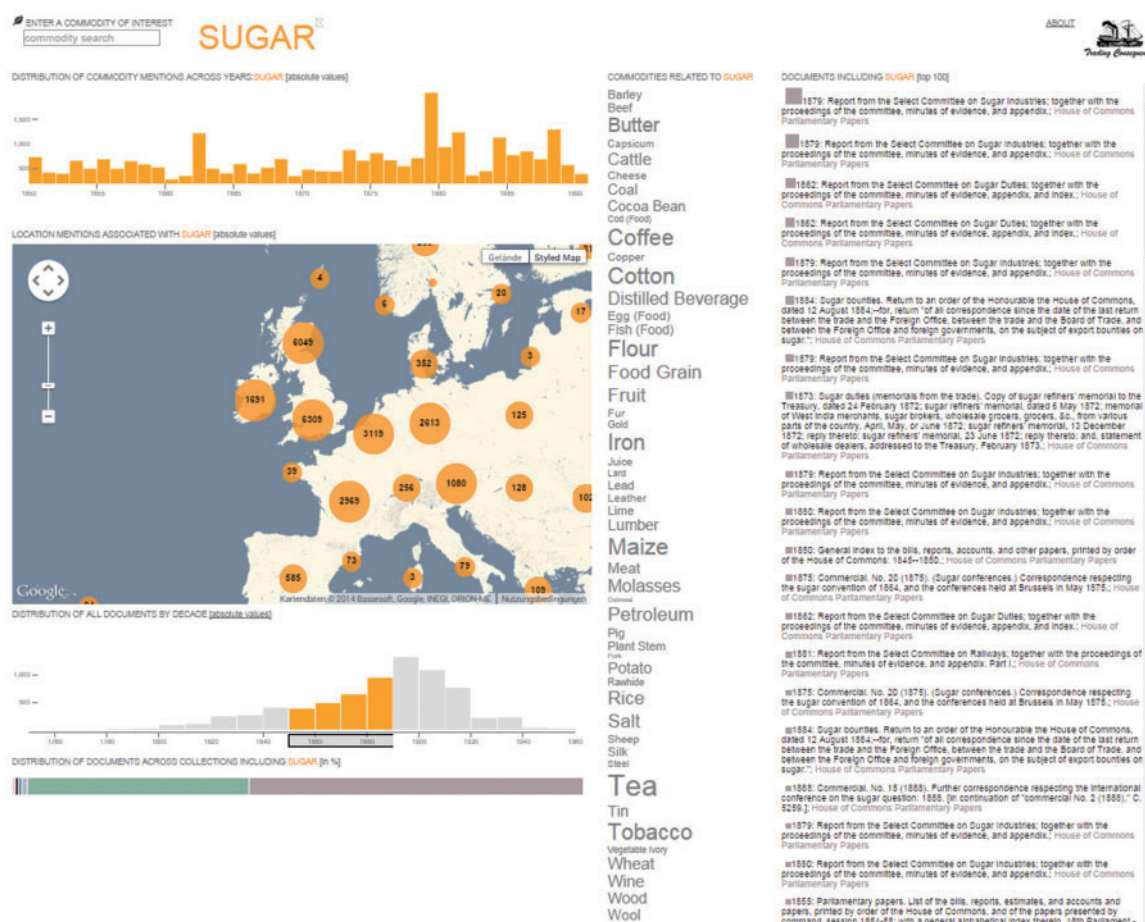 ENTER A COMMODITY OF INTEREST
commodity search
SUGAR
ABOUT
DISTRIBUTION OF COMMODITY MENTIONS ACROSS YEARS:SUGAR [absolute values]
1,500
1,000
500
1850 1855 1860 1865 1870 1875 1880 1885 1890
LOCATION MENTIONS ASSOCIATED WITH SUGAR [absolute values]
Gelände Styled Map
4
20
6
17
6049
3
352
1691
125
6309
2613
3119
39
1080
256
128
2969
102
73
79
585
3
109
Google
Kartendaten © 2014 Basarsoft, Google, INEGI, ORION-ME Nutzungsbedingungen
DISTRIBUTION OF ALL DOCUMENTS BY DECADE [absolute values]
1,000
500
1780 1800 1820 1840 1860 1880 1900 1920 1940 1960
DISTRIBUTION OF DOCUMENTS ACROSS COLLECTIONS INCLUDING SUGAR [in %]
COMMODITIES RELATED TO SUGAR
Barley
Beef
Butter
Capsicum
Cattle
Cheese
Coal
Cocoa Bean
Cod (Food)
Coffee
Copper
Cotton
Distilled Beverage
Egg (Food)
Fish (Food)
Flour
Food Grain
Fruit
Fur
Gold
Iron
Juice
Lard
Lead
Leather
Lime
Lumber
Maize
Meat
Molasses
Oatmeal
Petroleum
Pig
Plant Stem
Pork
Potato
Rawhide
Rice
Salt
Sheep
Silk
Steel
Tea
Tin
Tobacco
Vegetable Ivory
Wheat
Wine
Wood
Wool
DOCUMENTS INCLUDING SUGAR [top 100]
1879: Report from the Select Committee on Sugar Industries; together with the
proceedings of the committee, minutes of evidence, and appendix.; House of Commons
Parliamentary Papers
1879: Report from the Select Committee on Sugar Industries; together with the
proceedings of the committee, minutes of evidence, and appendix.; House of Commons
Parliamentary Papers
1862: Report from the Select Committee on Sugar Duties; together with the
proceedings of the committee, minutes of evidence, appendix, and index.; House of
Commons Parliamentary Papers
1862: Report from the Select Committee on Sugar Duties; together with the
proceedings of the committee, minutes of evidence, appendix, and index.; House of
Commons Parliamentary Papers
1879: Report from the Select Committee on Sugar Industries; together with the
proceedings of the committee, minutes of evidence, and appendix.; House of Commons
Parliamentary Papers
1884: Sugar bounties. Return to an order of the Honourable the House of Commons,
dated 12 August 1884;--for, return "of all correspondence since the date of the last return
between the trade and the Foreign Office, between the trade and the Board of Trade, and
between the Foreign Office and foreign governments, on the subject of export bounties on
sugar."; House of Commons Parliamentary Papers
1879: Report from the Select Committee on Sugar Industries; together with the
proceedings of the committee, minutes of evidence, and appendix.; House of Commons
Parliamentary Papers
1873: Sugar duties (memorials from the trade). Copy of sugar refiners' memorial to the
Treasury, dated 24 February 1872; sugar refiners' memorial, dated 6 May 1872; memorial
of West India merchants, sugar brokers, wholesale grocers, grocers, &c., from various
parts of the country, April, May, or June 1872; sugar refiners' memorial, 13 December
1872; reply thereto; sugar refiners' memorial, 23 June 1872; reply thereto; and, statement
of wholesale dealers, addressed to the Treasury, February 1873.; House of Commons
Parliamentary Papers
1879: Report from the Select Committee on Sugar Industries; together with the
proceedings of the committee, minutes of evidence, and appendix.; House of Commons
Parliamentary Papers
1880: Report from the Select Committee on Sugar Industries; together with the
proceedings of the committee, minutes of evidence, and appendix.; House of Commons
Parliamentary Papers
1850: General index to the bills, reports, accounts, and other papers, printed by order
of the House of Commons: 1845--1850.; House of Commons Parliamentary Papers
1875: Commercial. No. 20 (1875). (Sugar conferences.) Correspondence respecting
the sugar convention of 1864, and the conferences held at Brussels in May 1875.; House
of Commons Parliamentary Papers
1862: Report from the Select Committee on Sugar Duties; together with the
proceedings of the committee, minutes of evidence, appendix, and index.; House of
Commons Parliamentary Papers
1881: Report from the Select Committee on Railways; together with the proceedings of
the committee, minutes of evidence, and appendix. Part I.; House of Commons
Parliamentary Papers
1875: Commercial. No. 20 (1875). (Sugar conferences.) Correspondence respecting
the sugar convention of 1864, and the conferences held at Brussels in May 1875.; House
of Commons Parliamentary Papers
1884: Sugar bounties. Return to an order of the Honourable the House of Commons,
dated 12 August 1884;--for, return "of all correspondence since the date of the last return
between the trade and the Foreign Office, between the trade and the Board of Trade, and
between the Foreign Office and foreign governments, on the subject of export bounties on
sugar."; House of Commons Parliamentary Papers
1888: Commercial. No. 15 (1888). Further correspondence respecting the international
conference on the sugar question: 1888. [In continuation of "commercial No. 2 (1888)," C.
5259.]; House of Commons Parliamentary Papers
1879: Report from the Select Committee on Sugar Industries; together with the
proceedings of the committee, minutes of evidence, and appendix.; House of Commons
Parliamentary Papers
1880: Report from the Select Committee on Sugar Industries; together with the
proceedings of the committee, minutes of evidence, and appendix.; House of Commons
Parliamentary Papers
1855: Parliamentary papers. List of the bills, reports, estimates, and accounts and
papers, printed by order of the House of Commons, and of the papers presented by